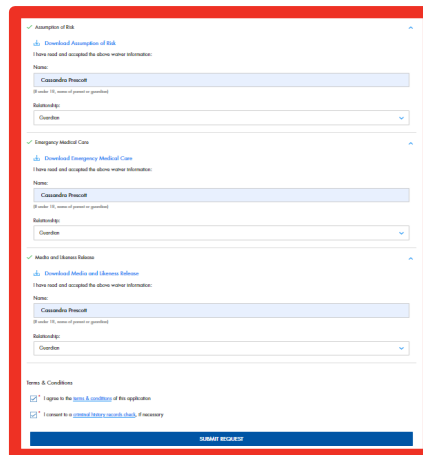 Assumption of Risk
Download Assumption of Risk
I have read and accepted the above waiver information:
Name:
Cassandra Prescott
(If under 18, name of parent or guardian)
Relationship:
Guardian
Emergency Medical Care
Download Emergency Medical Care
I have read and accepted the above waiver information:
Name:
Cassandra Prescott
(If under 18, name of parent or guardian)
Relationship:
Guardian
Media and Likeness Release
Download Media and Likeness Release
I have read and accepted the above waiver information:
Name:
Cassandra Prescott
(If under 18, name of parent or guardian)
Relationship:
Guardian
Terms & Conditions
* I agree to the terms & conditions of this application
* I consent to a criminal history records check, if necessary
SUBMIT REQUEST